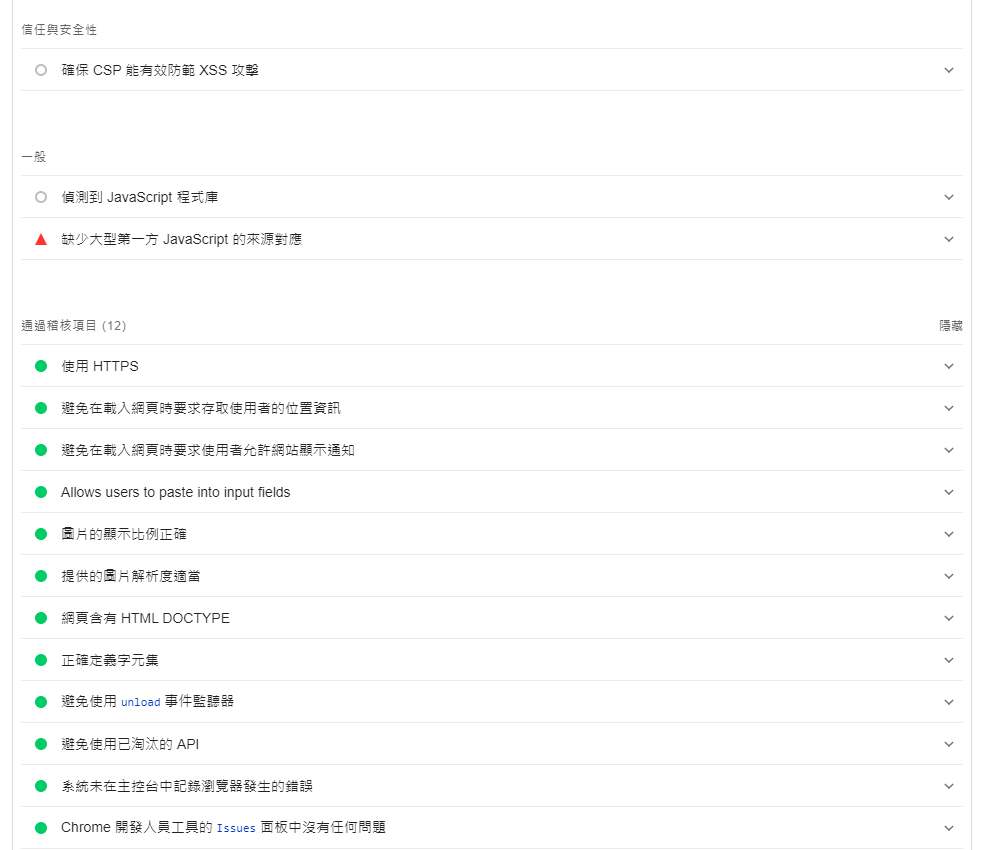 信任與安全性
確保 CSP 能有效防範 XSS 攻擊
一般
偵測到 JavaScript 程式庫
缺少大型第一方 JavaScript 的來源對應
通過稽核項目 (12)
隱藏
使用 HTTPS
避免在載入網頁時要求存取使用者的位置資訊
避免在載入網頁時要求使用者允許網站顯示通知
Allows users to paste into input fields
圖片的顯示比例正確
提供的圖片解析度適當
網頁含有 HTML DOCTYPE
正確定義字元集
避免使用 unload 事件監聽器
避免使用已淘汰的 API
系統未在主控台中記錄瀏覽器發生的錯誤
Chrome 開發人員工具的 Issues 面板中沒有任何問題